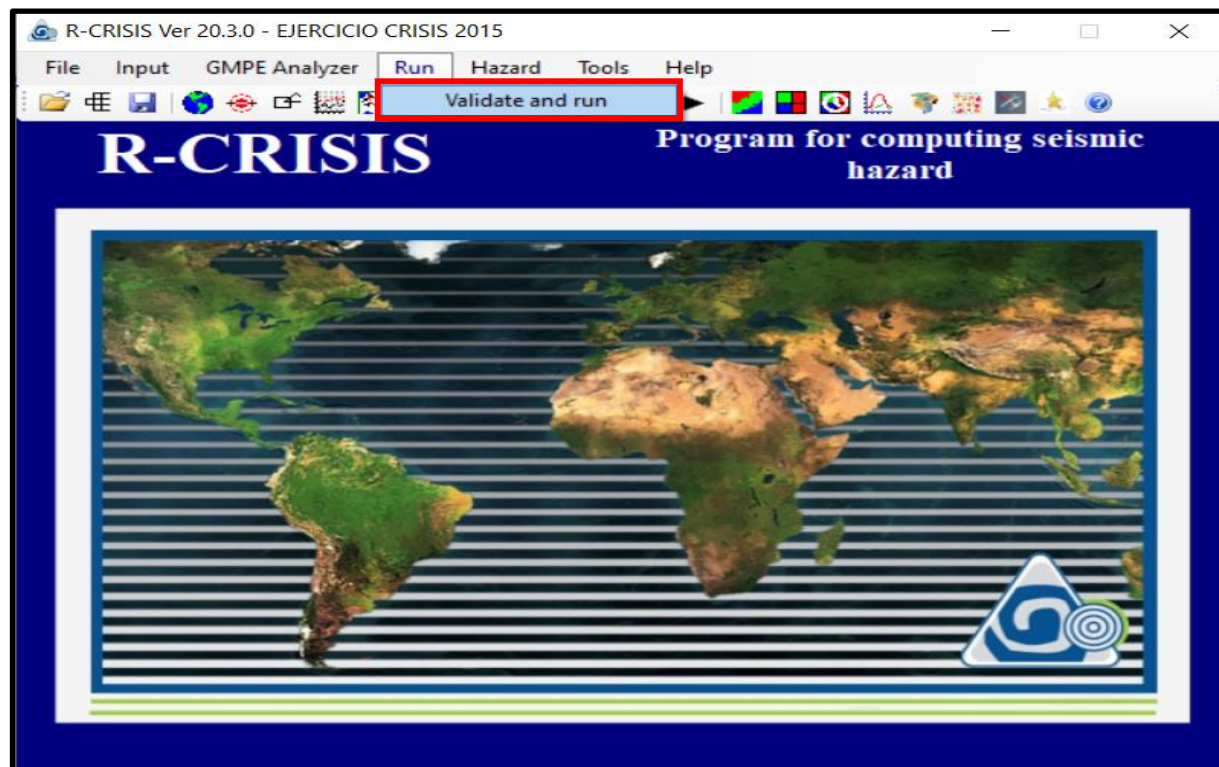 R-CRISIS Ver 20.3.0 - EJERCICIO CRISIS 2015
File Input GMPE Analyzer Run Hazard Tools Help
Validate and run
R-CRISIS
Program for computing seismic
hazard